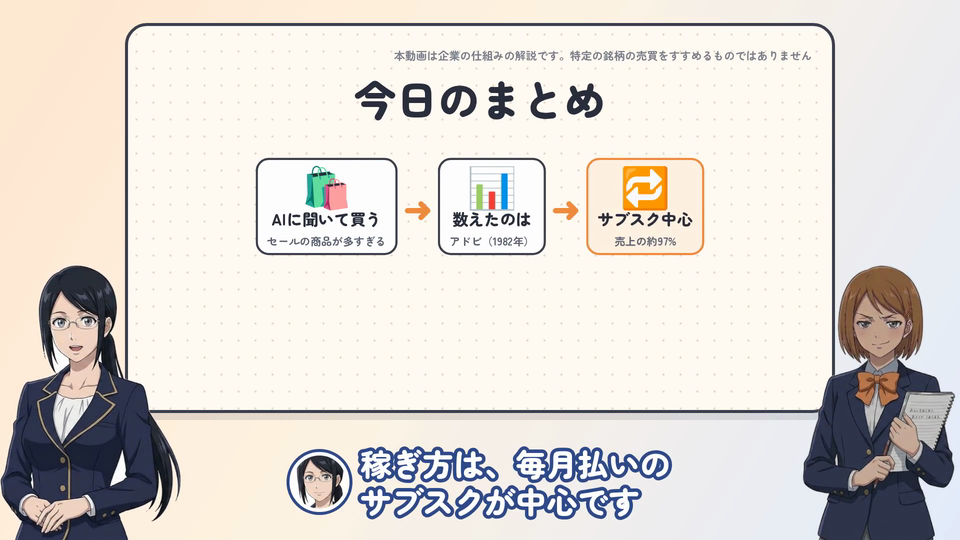 本動画は企業の仕組みの解説です。特定の銘柄の売買をすすめるものではありません
今日のまとめ
AIに聞いて買う
セールの商品が多すぎる
数えたのは
アドビ（1982年）
サブスク中心
売上の約97%
稼ぎ方は、毎月払いの
サブスクが中心です